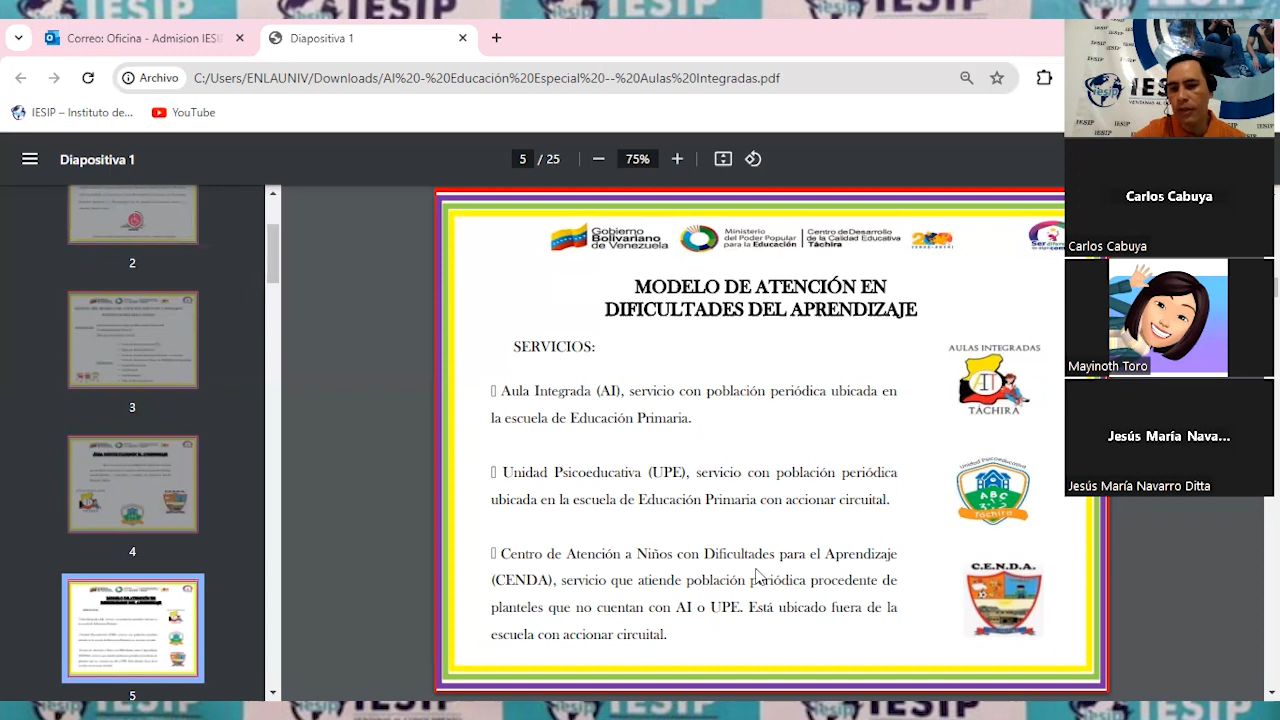 Correo: Oficina - Admision IESI
Diapositiva 1
Archivo
C:/Users/ENLAUNIV/Downloads/AI%20-%20Educación%20Especial%20--%20Aulas%20Integradas.pdf
IESIP – Instituto de...
YouTube
Diapositiva 1
5 / 25
75%
2
3
4
5
Gobierno
Bolivariano
de Venezuela
Ministerio
del Poder Popular
para la Educación
Centro de Desarrollo
de la Calidad Educativa
Táchira
MODELO DE ATENCIÓN EN
DIFICULTADES DEL APRENDIZAJE
SERVICIOS:
Aula Integrada (AI), servicio con población periódica ubicada en
la escuela de Educación Primaria.
Unidad Psicoeducativa (UPE), servicio con población periódica
ubicada en la escuela de Educación Primaria con accionar circuital.
Centro de Atención a Niños con Dificultades para el Aprendizaje
(CENDA), servicio que atiende población periódica proveniente de
planteles que no cuentan con AI o UPE. Está ubicado fuera de la
escuela con accionar circuital.
AULAS INTEGRADAS
AI
TÁCHIRA
Unidad Psicoeducativa
ABC
Táchira
C.E.N.D.A.
IESIP
Carlos Cabuya
Carlos Cabuya
Mayinoth Toro
Jesús María Nava...
Jesús María Navarro Ditta